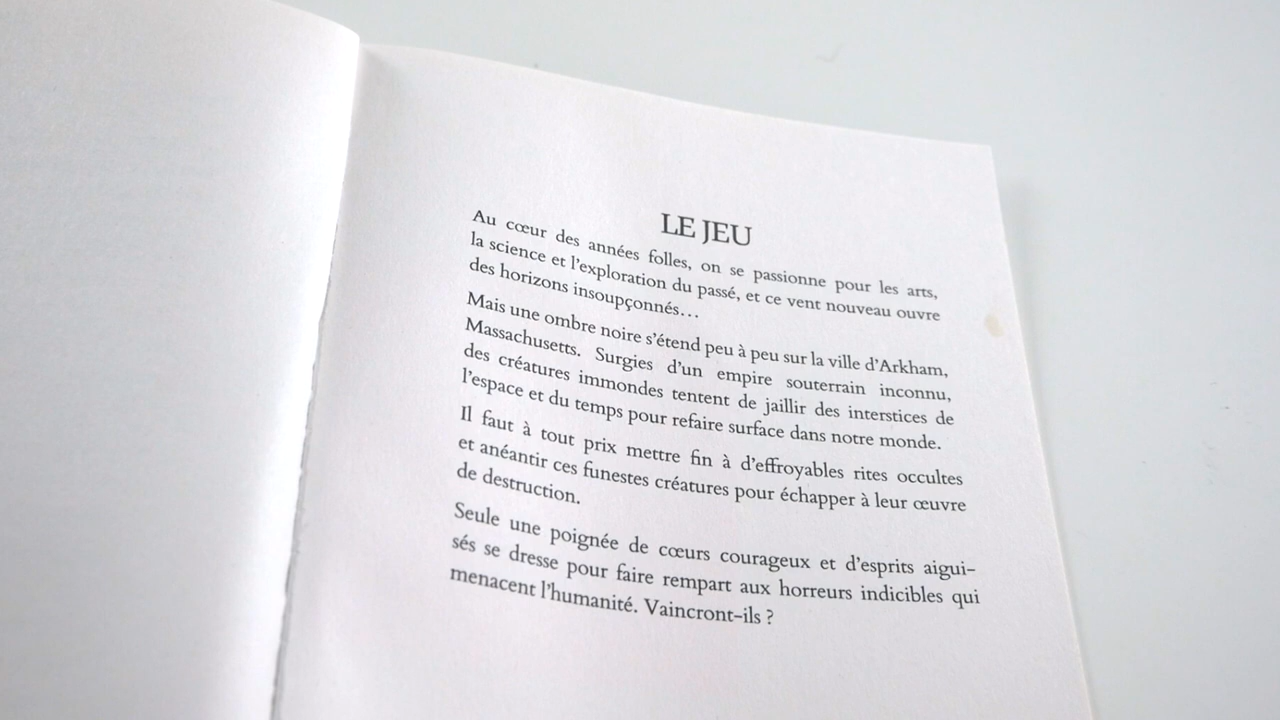 LE JEU
Au cœur des années folles, on se passionne pour les arts,
la science et l'exploration du passé, et ce vent nouveau ouvre
des horizons insoupçonnés…
Mais une ombre noire s'étend peu à peu sur la ville d'Arkham,
Massachusetts. Surgies d'un empire souterrain inconnu,
des créatures immondes tentent de jaillir des interstices de
l'espace et du temps pour refaire surface dans notre monde.
Il faut à tout prix mettre fin à d'effroyables rites occultes
et anéantir ces funestes créatures pour échapper à leur œuvre
de destruction.
Seule une poignée de cœurs courageux et d'esprits aigui-
sés se dresse pour faire rempart aux horreurs indicibles qui
menacent l'humanité. Vaincront-ils ?